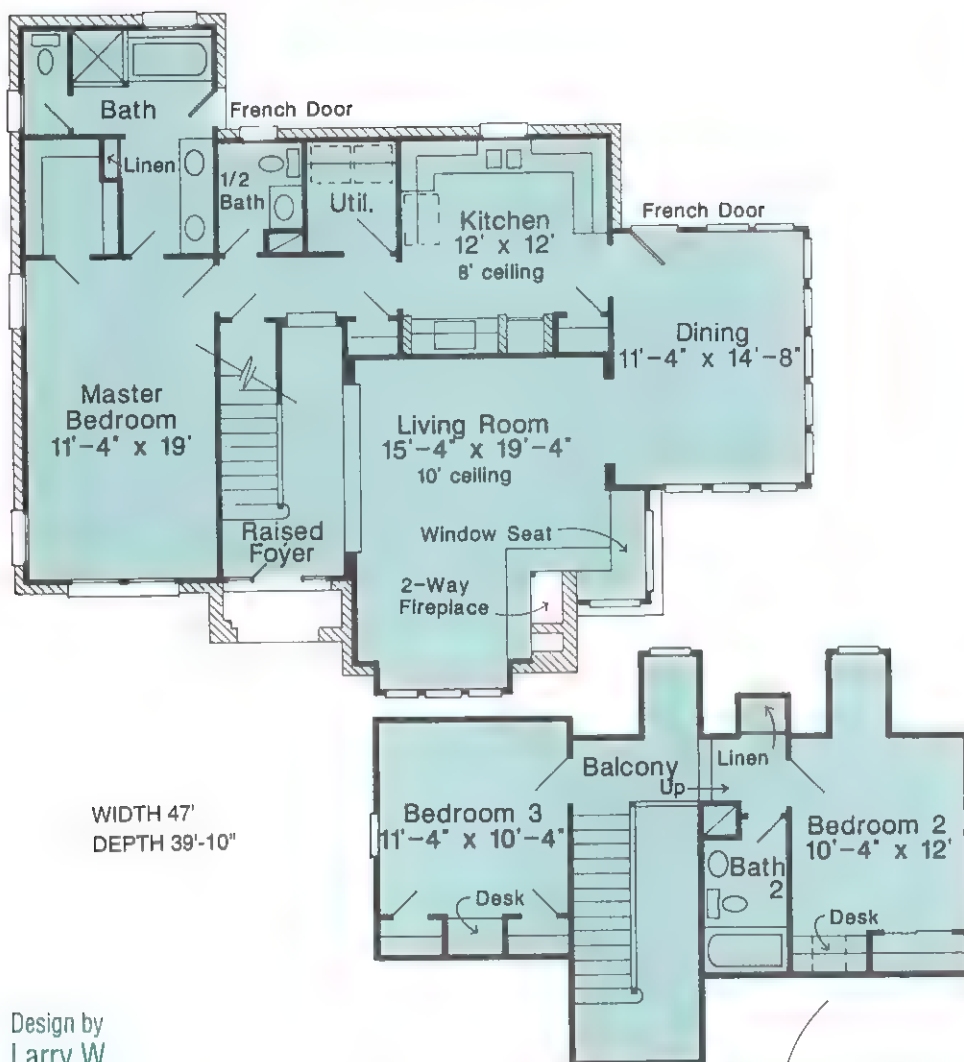 Bath
French Door
Linen
1/2
Bath
Util.
Kitchen
12' x 12'
8' ceiling
French Door
Dining
11'-4" x 14'-8"
Master
Bedroom
11'-4" x 19'
Living Room
15'-4" x 19'-4"
10' ceiling
Raised
Foyer
Window Seat
2-Way
Fireplace
WIDTH 47'
DEPTH 39'-10"
Balcony
Up
Linen
Bedroom 3
11'-4" x 10'-4"
Desk
Bath
2
Bedroom 2
10'-4" x 12'
Desk
Design by
Larry W.